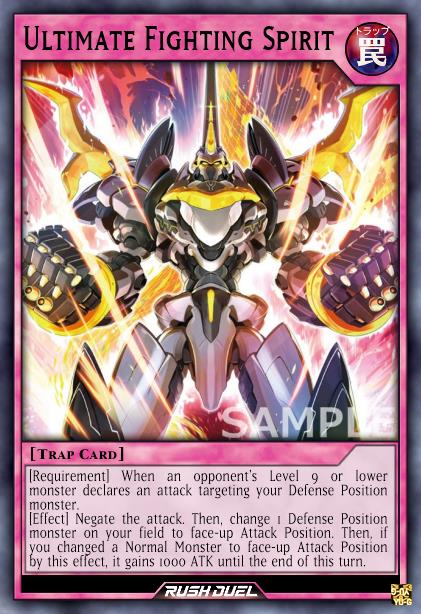 Ultimate Fighting Spirit
トラップ
罠
SAMPLE
[Trap Card]
[Requirement] When an opponent's Level 9 or lower
monster declares an attack targeting your Defense Position
monster.
[Effect] Negate the attack. Then, change 1 Defense Position
monster on your field to face-up Attack Position. Then, if
you changed a Normal Monster to face-up Attack Position
by this effect, it gains 1000 ATK until the end of this turn.
RUSH DUEL